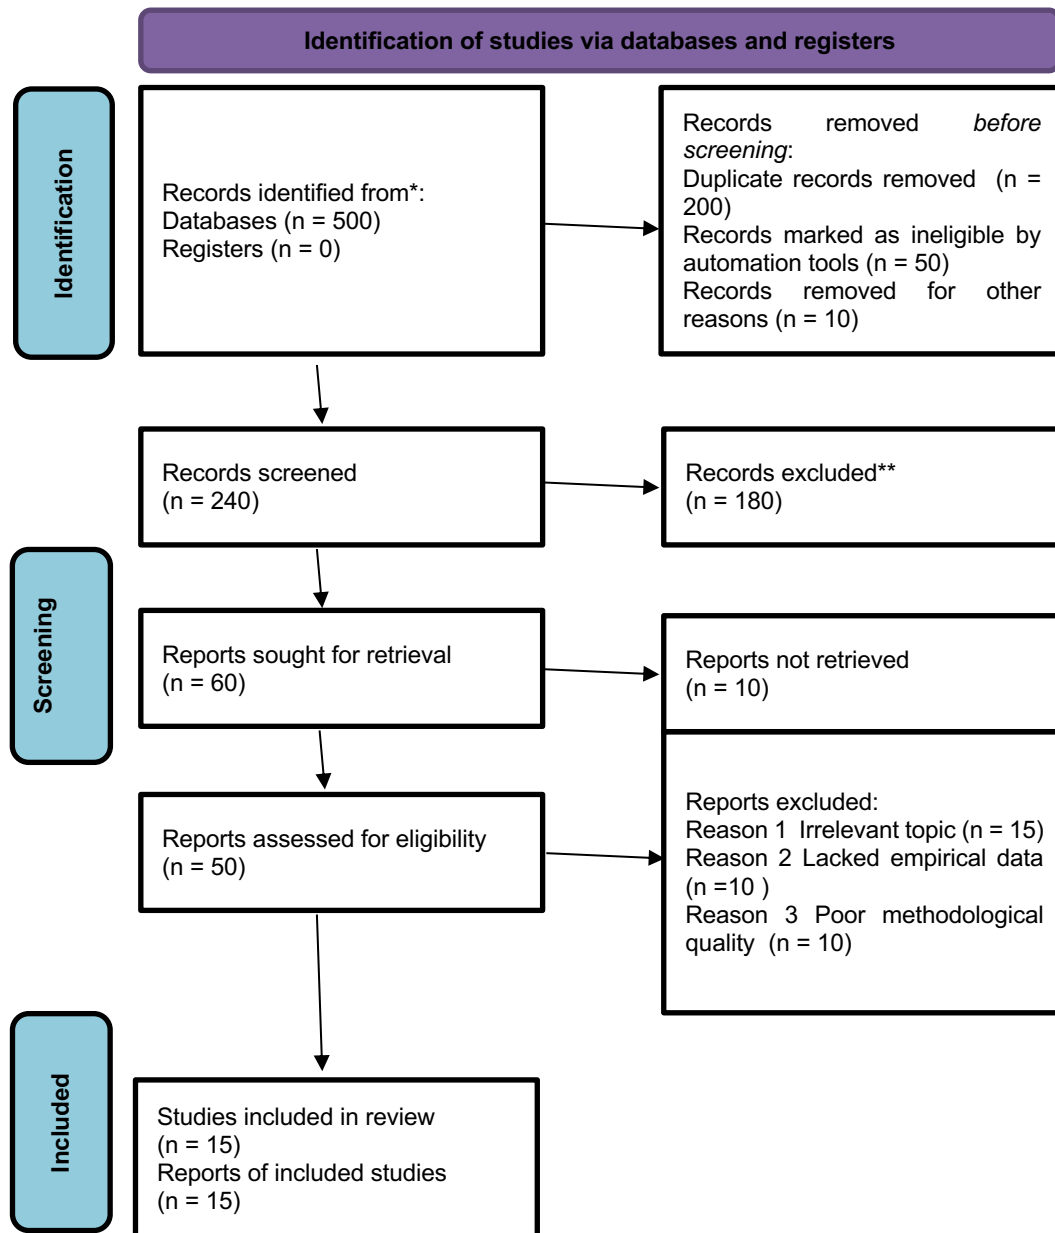 Identification of studies via databases and registers
Identification
Records identified from*:
Databases (n = 500)
Registers (n = 0)
Records removed before
screening:
Duplicate records removed (n =
200)
Records marked as ineligible by
automation tools (n = 50)
Records removed for other
reasons (n = 10)
Screening
Records screened
(n = 240)
Records excluded**
(n = 180)
Reports sought for retrieval
(n = 60)
Reports not retrieved
(n = 10)
Reports assessed for eligibility
(n = 50)
Reports excluded:
Reason 1 Irrelevant topic (n = 15)
Reason 2 Lacked empirical data
(n =10 )
Reason 3 Poor methodological
quality (n = 10)
Included
Studies included in review
(n = 15)
Reports of included studies
(n = 15)